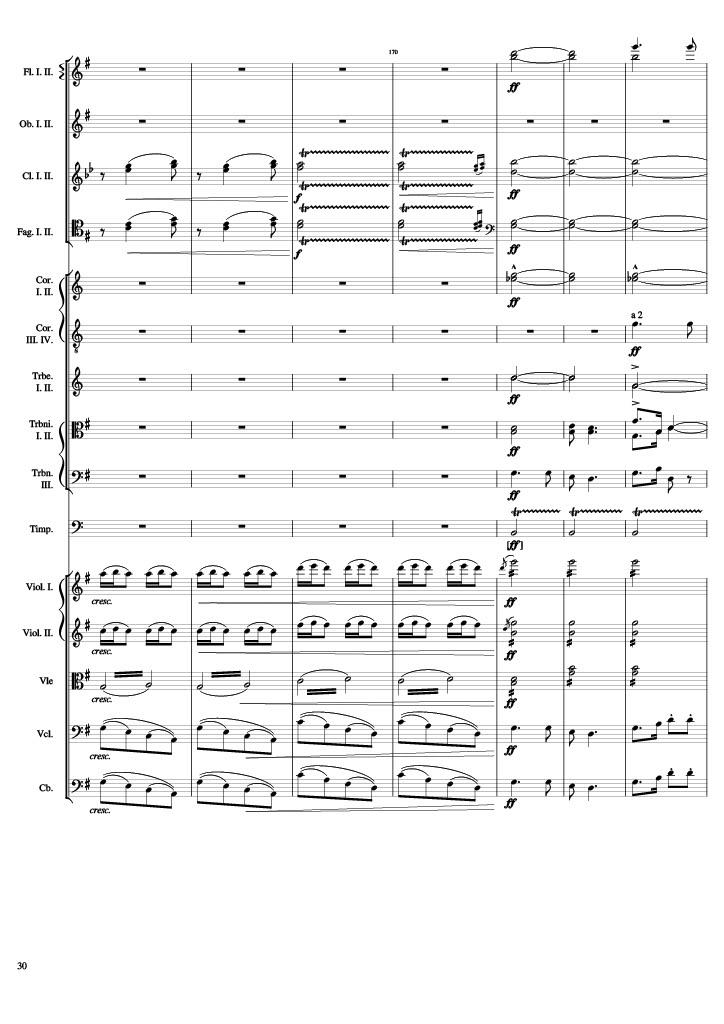 170
Fl. I. II.
ff
Ob. I. II.
Cl. I. II.
f
ff
Fag. I. II.
f
ff
Cor.
I. II.
ff
a 2
Cor.
III. IV.
ff
Trbe.
I. II.
ff
Trbni.
I. II.
ff
Trbn.
III.
ff
Timp.
[ff]
Viol. I.
cresc.
ff
Viol. II.
cresc.
ff
Vle
cresc.
ff
Vcl.
cresc.
ff
Cb.
cresc.
ff
30